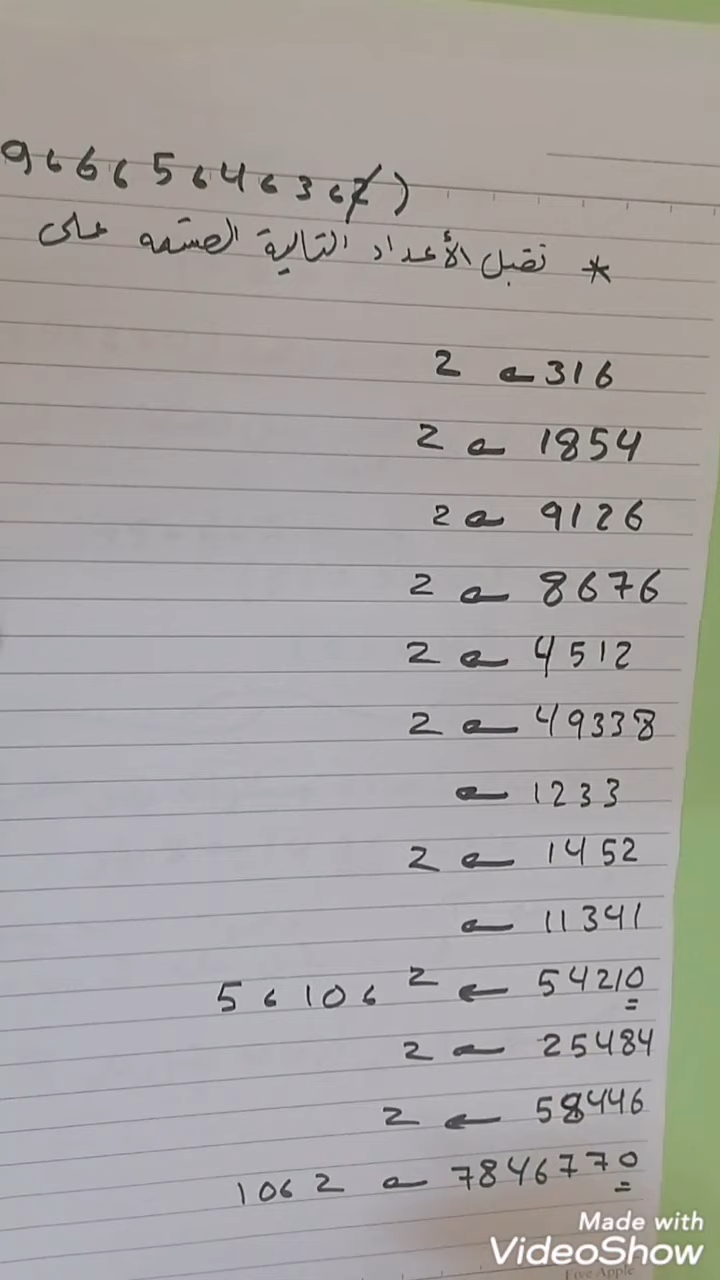 (2، 3، 4، 5، 6، 9
* تقبل الأعداد التالية القسمة على
316 ← 2
1854 ← 2
9126 ← 2
8676 ← 2
4512 ← 2
49338 ← 2
1233 ←
1452 ← 2
11341 ←
54210 ← 2، 10، 5
25484 ← 2
58446 ← 2
7846770 ← 2، 10
Made with
VideoShow